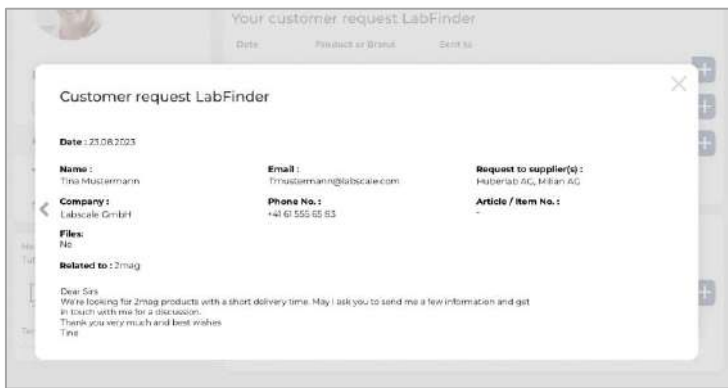 Your customer request LabFinder
Date Product or Brand Sent to
Customer request LabFinder
Date : 23.08.2023
Name : Email : Request to supplier(s) :
Tina Mustermann Tmustermann@labscale.com Huberlab AG, Milian AG
Company : Phone No. : Article / Item No. :
Labscale GmbH +41 61 555 65 83 -
Files:
No
Related to : 2mag
Dear Sirs
We're looking for 2mag products with a short delivery time. May I ask you to send me a few information and get
in touch with me for a discussion.
Thank you very much and best wishes
Tina